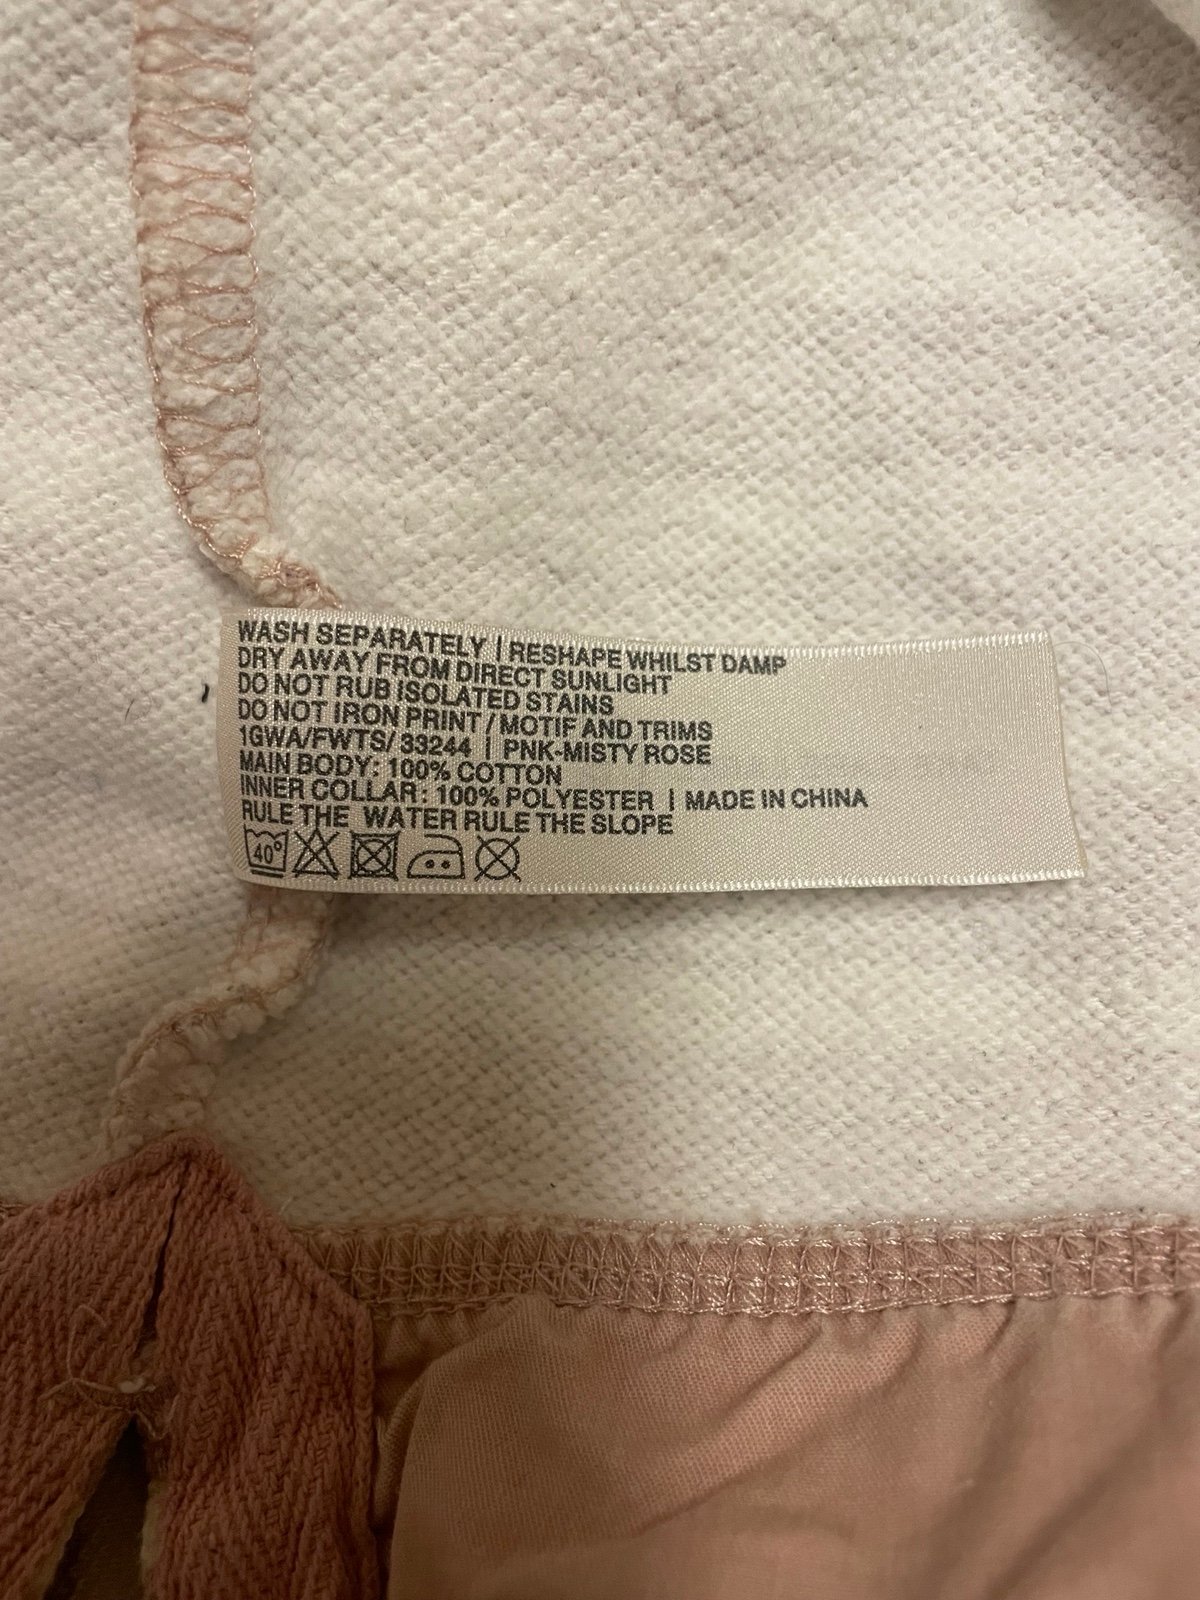 WASH SEPARATELY | RESHAPE WHILST DAMP
DRY AWAY FROM DIRECT SUNLIGHT
DO NOT RUB ISOLATED STAINS
DO NOT IRON PRINT / MOTIF AND TRIMS
1GWA/FWTS/ 33244 | PNK-MISTY ROSE
MAIN BODY: 100% COTTON
INNER COLLAR: 100% POLYESTER | MADE IN CHINA
RULE THE WATER RULE THE SLOPE
40°